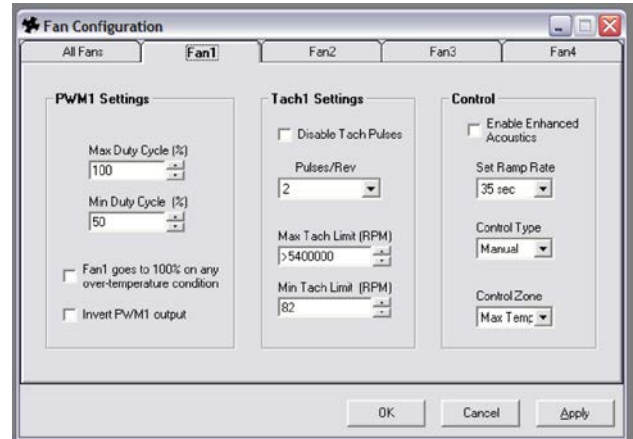 Fan Configuration
All Fans
Fan1
Fan2
Fan3
Fan4
PWM1 Settings
Max Duty Cycle (%)
100
Min Duty Cycle (%)
50
Fan1 goes to 100% on any
over-temperature condition
Invert PWM1 output
Tach1 Settings
Disable Tach Pulses
Pulses/Rev
2
Max Tach Limit (RPM)
>5400000
Min Tach Limit (RPM)
82
Control
Enable Enhanced
Acoustics
Set Ramp Rate
35 sec
Control Type
Manual
Control Zone
Max Temp
OK
Cancel
Apply